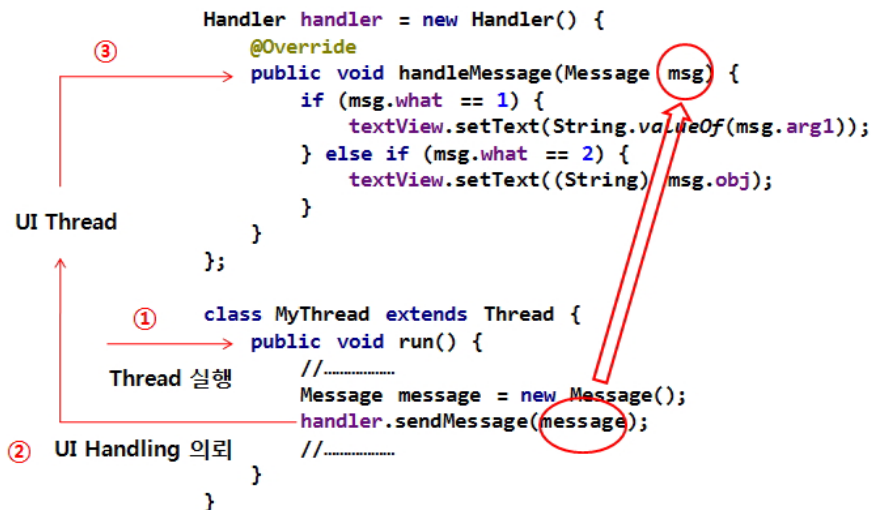 Handler handler = new Handler() {
③
@Override
public void handleMessage(Message msg) {
if (msg.what == 1) {
textView.setText(String.valueOf(msg.arg1));
} else if (msg.what == 2) {
textView.setText((String) msg.obj);
}
UI Thread
}
};
①
class MyThread extends Thread {
public void run() {
Thread 실행
//..................
Message message = new Message();
handler.sendMessage(message);
② UI Handling 의뢰
//..................
}
}